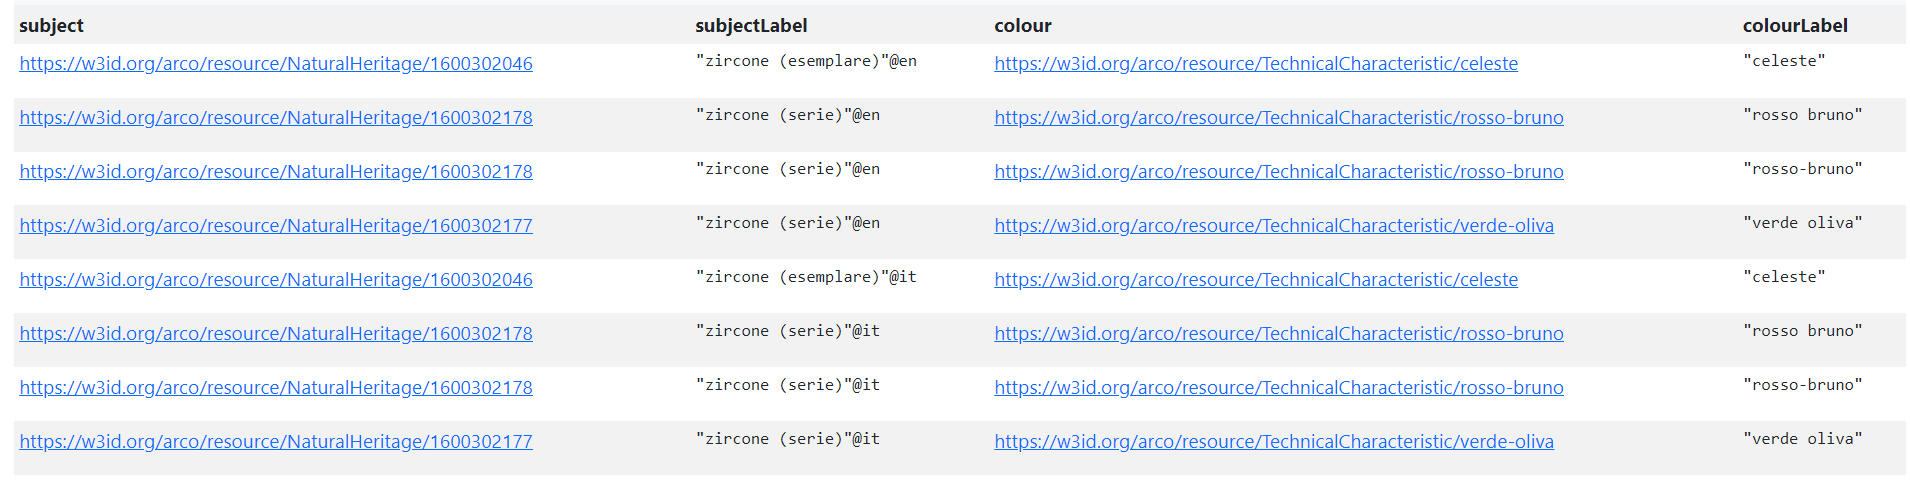 subject subjectLabel colour colourLabel
https://w3id.org/arco/resource/NaturalHeritage/1600302046 "zircone (esemplare)"@en https://w3id.org/arco/resource/TechnicalCharacteristic/celeste "celeste"
https://w3id.org/arco/resource/NaturalHeritage/1600302178 "zircone (serie)"@en https://w3id.org/arco/resource/TechnicalCharacteristic/rosso-bruno "rosso bruno"
https://w3id.org/arco/resource/NaturalHeritage/1600302178 "zircone (serie)"@en https://w3id.org/arco/resource/TechnicalCharacteristic/rosso-bruno "rosso-bruno"
https://w3id.org/arco/resource/NaturalHeritage/1600302177 "zircone (serie)"@en https://w3id.org/arco/resource/TechnicalCharacteristic/verde-oliva "verde oliva"
https://w3id.org/arco/resource/NaturalHeritage/1600302046 "zircone (esemplare)"@it https://w3id.org/arco/resource/TechnicalCharacteristic/celeste "celeste"
https://w3id.org/arco/resource/NaturalHeritage/1600302178 "zircone (serie)"@it https://w3id.org/arco/resource/TechnicalCharacteristic/rosso-bruno "rosso bruno"
https://w3id.org/arco/resource/NaturalHeritage/1600302178 "zircone (serie)"@it https://w3id.org/arco/resource/TechnicalCharacteristic/rosso-bruno "rosso-bruno"
https://w3id.org/arco/resource/NaturalHeritage/1600302177 "zircone (serie)"@it https://w3id.org/arco/resource/TechnicalCharacteristic/verde-oliva "verde oliva"